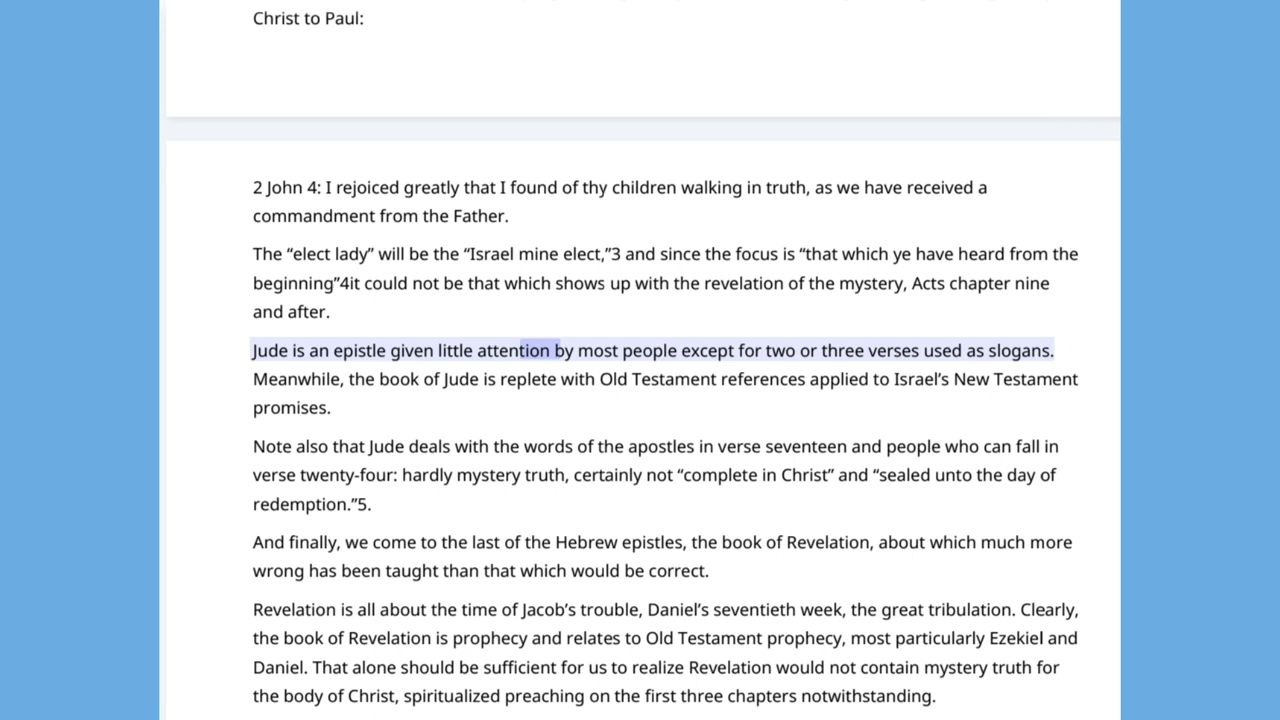 Christ to Paul:
2 John 4: I rejoiced greatly that I found of thy children walking in truth, as we have received a
commandment from the Father.
The “elect lady” will be the “Israel mine elect,”3 and since the focus is “that which ye have heard from the
beginning”4it could not be that which shows up with the revelation of the mystery, Acts chapter nine
and after.
Jude is an epistle given little attention by most people except for two or three verses used as slogans.
Meanwhile, the book of Jude is replete with Old Testament references applied to Israel’s New Testament
promises.
Note also that Jude deals with the words of the apostles in verse seventeen and people who can fall in
verse twenty-four: hardly mystery truth, certainly not “complete in Christ” and “sealed unto the day of
redemption.”5.
And finally, we come to the last of the Hebrew epistles, the book of Revelation, about which much more
wrong has been taught than that which would be correct.
Revelation is all about the time of Jacob’s trouble, Daniel’s seventieth week, the great tribulation. Clearly,
the book of Revelation is prophecy and relates to Old Testament prophecy, most particularly Ezekiel and
Daniel. That alone should be sufficient for us to realize Revelation would not contain mystery truth for
the body of Christ, spiritualized preaching on the first three chapters notwithstanding.